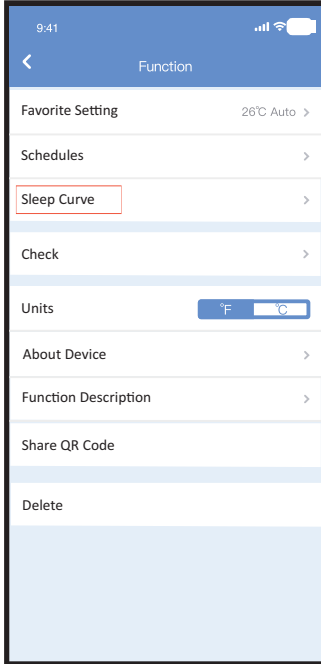 9:41
Function
Favorite Setting 26℃ Auto
Schedules
Sleep Curve
Check
Units ℉ ℃
About Device
Function Description
Share QR Code
Delete